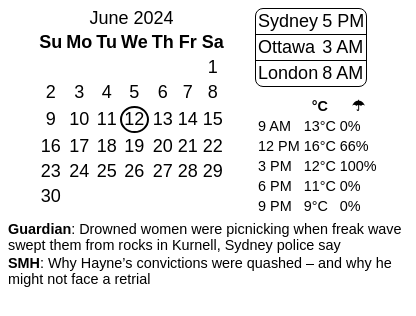 June 2024
Su Mo Tu We Th Fr Sa
1
2 3 4 5 6 7 8
9 10 11 12 13 14 15
16 17 18 19 20 21 22
23 24 25 26 27 28 29
30
Sydney 5 PM
Ottawa 3 AM
London 8 AM
°C ☂
9 AM 13°C 0%
12 PM 16°C 66%
3 PM 12°C 100%
6 PM 11°C 0%
9 PM 9°C 0%
Guardian: Drowned women were picnicking when freak wave
swept them from rocks in Kurnell, Sydney police say
SMH: Why Hayne’s convictions were quashed – and why he
might not face a retrial